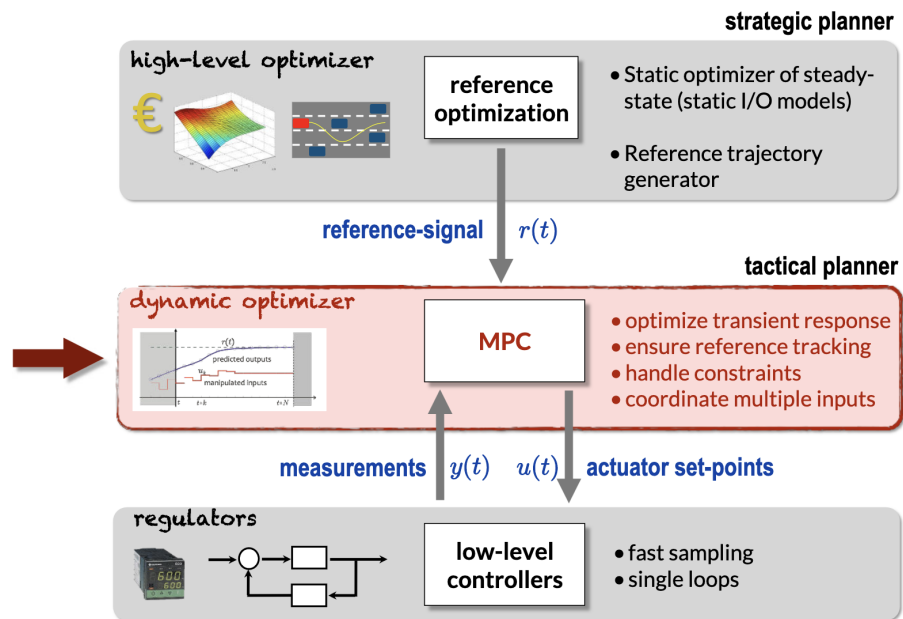 strategic planner
high-level optimizer
€
reference
optimization
• Static optimizer of steady-
state (static I/O models)
• Reference trajectory
generator
reference-signal r(t)
tactical planner
dynamic optimizer
r(t)
predicted outputs
manipulated inputs
t t+k t+N
MPC
• optimize transient response
• ensure reference tracking
• handle constraints
• coordinate multiple inputs
measurements y(t) u(t) actuator set-points
regulators
600
600
low-level
controllers
• fast sampling
• single loops